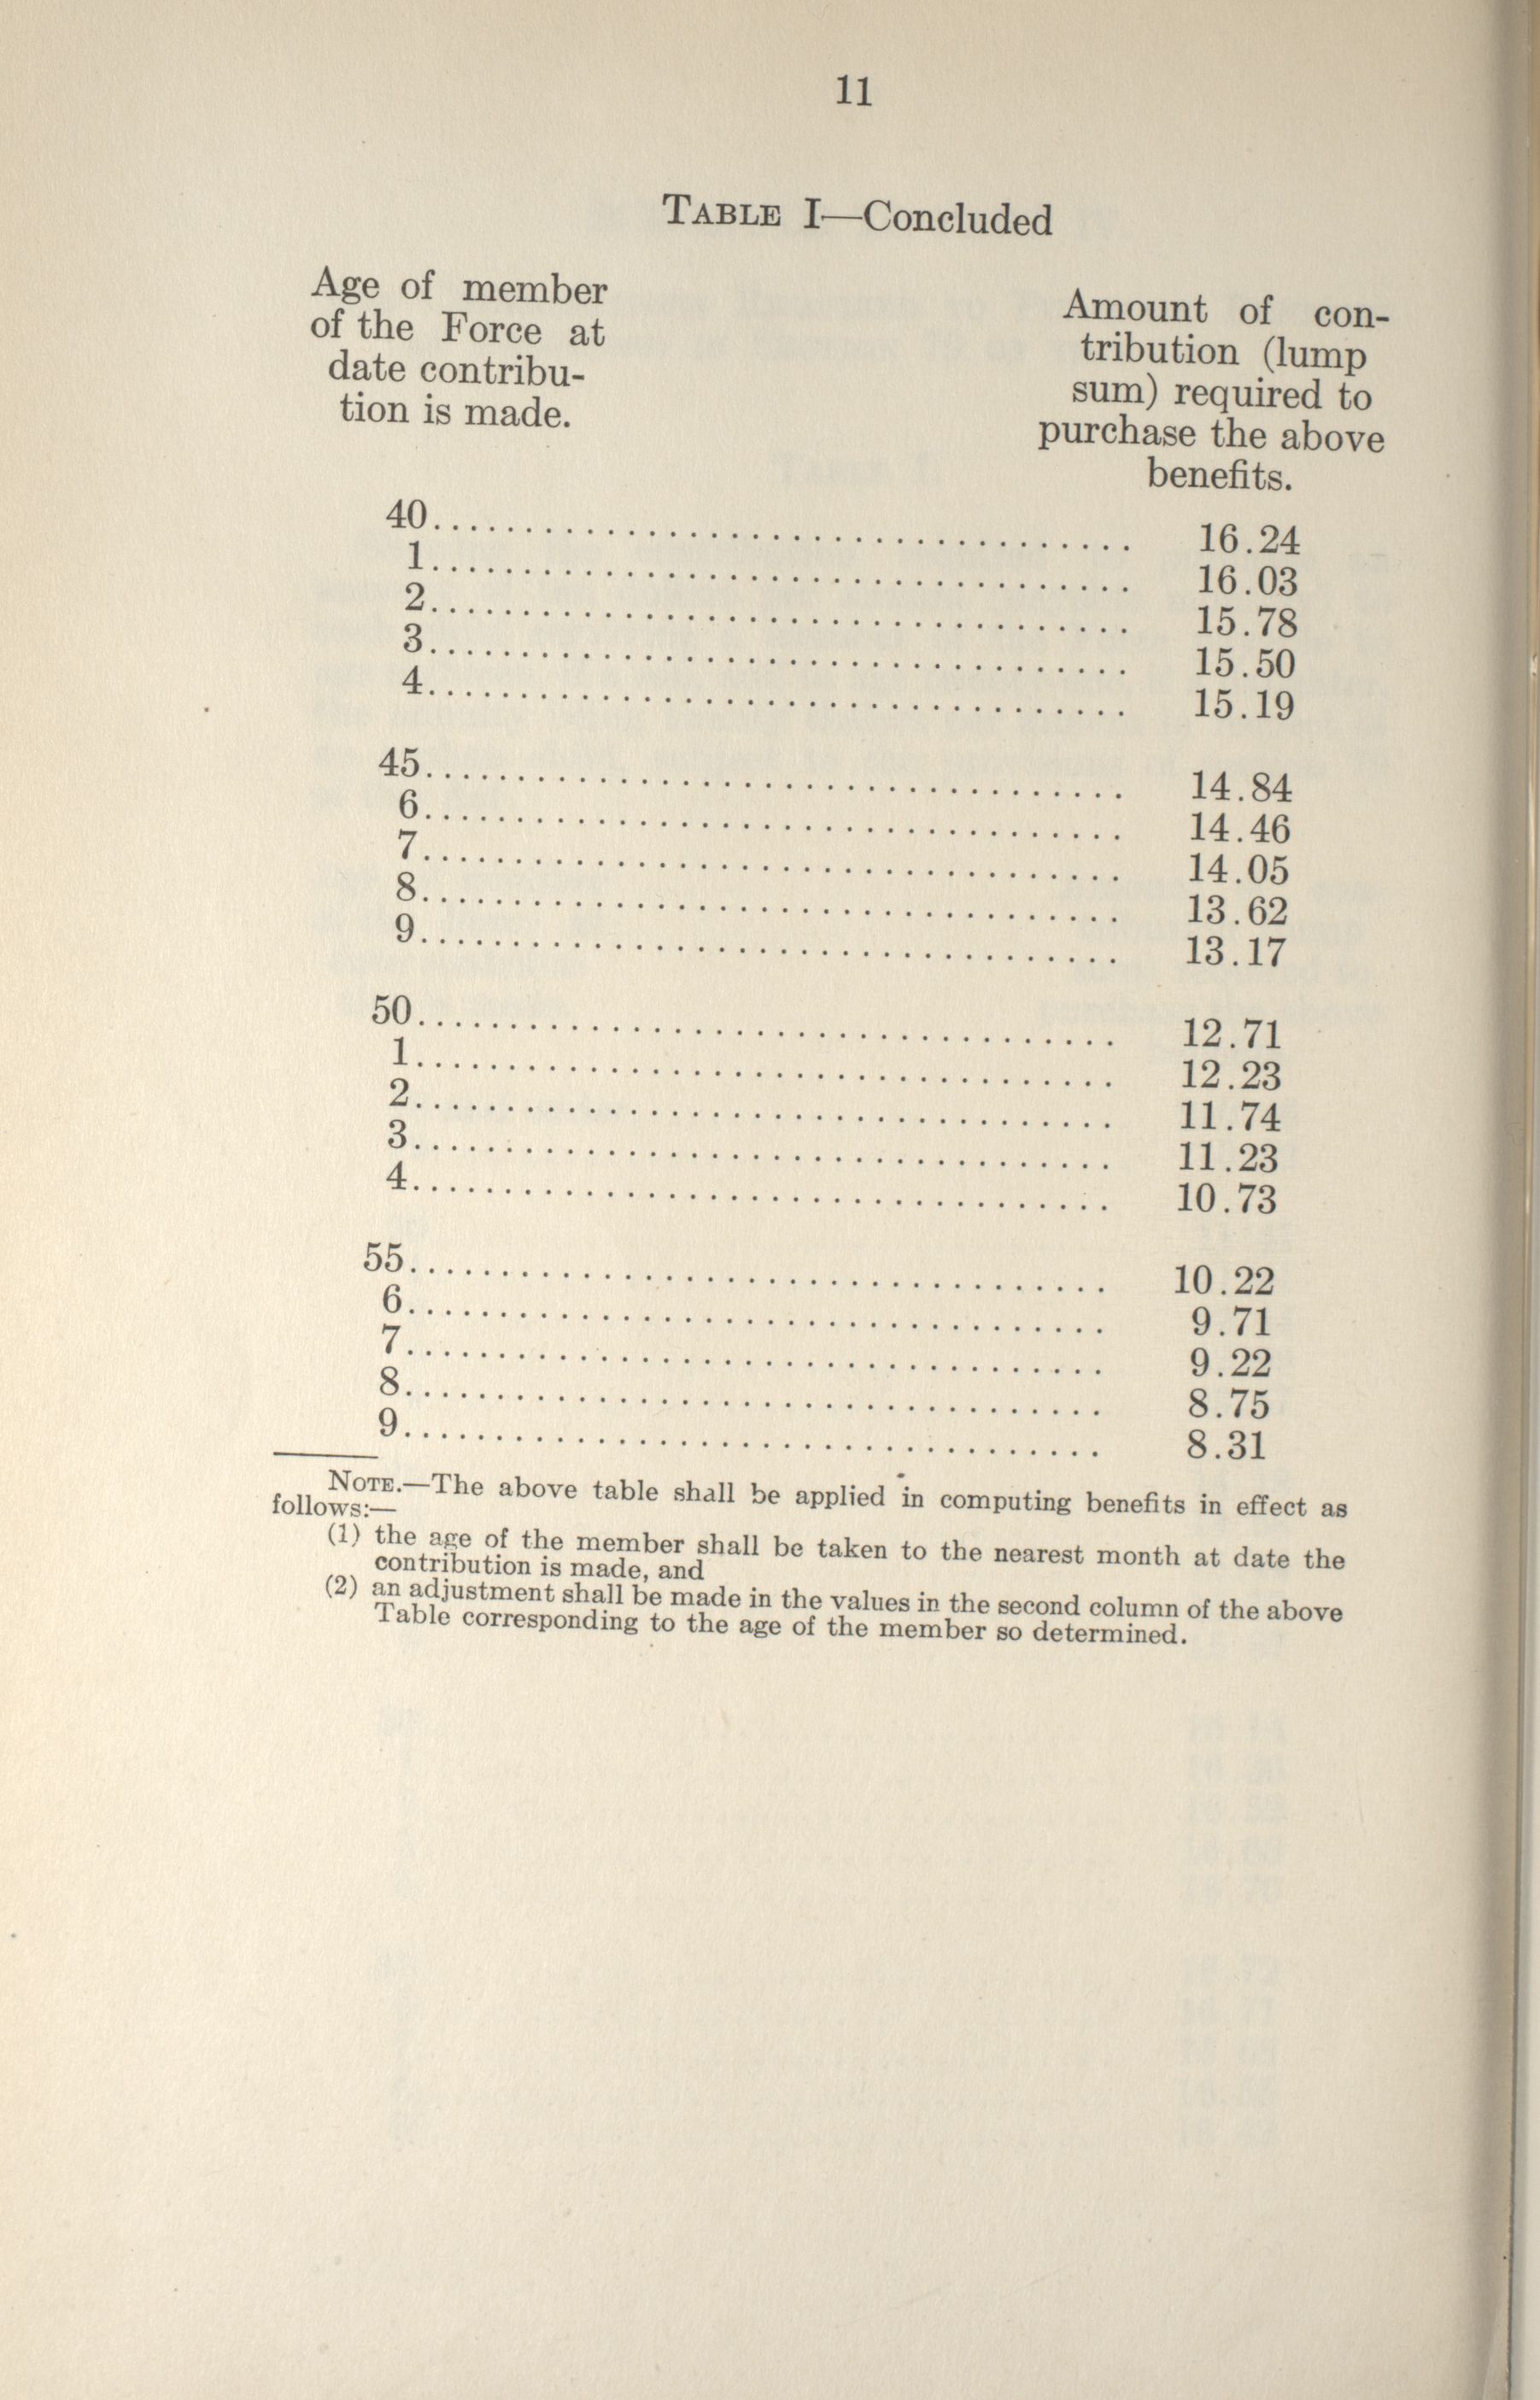 11
TABLE I—Concluded
Age of member
of the Force at
date contribu-
tion is made.
Amount of con-
tribution (lump
sum) required to
purchase the above
benefits.
40.................................. 16.24
1.................................. 16.03
2.................................. 15.78
3.................................. 15.50
4.................................. 15.19
45.................................. 14.84
6.................................. 14.46
7.................................. 14.05
8.................................. 13.62
9.................................. 13.17
50.................................. 12.71
1.................................. 12.23
2.................................. 11.74
3.................................. 11.23
4.................................. 10.73
55.................................. 10.22
6.................................. 9.71
7.................................. 9.22
8.................................. 8.75
9.................................. 8.31
NOTE.—The above table shall be applied in computing benefits in effect as
follows:—
(1) the age of the member shall be taken to the nearest month at date the
contribution is made, and
(2) an adjustment shall be made in the values in the second column of the above
Table corresponding to the age of the member so determined.